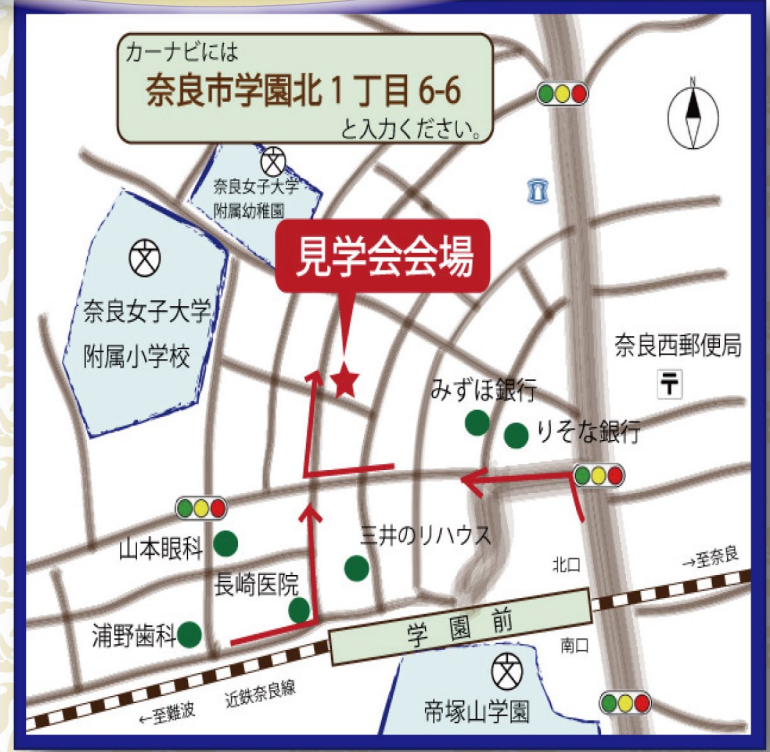 カーナビには
奈良市学園北1丁目6-6
と入力ください。
N
文
奈良女子大学
附属幼稚園
見学会会場
文
奈良女子大学
附属小学校
奈良西郵便局
〒
みずほ銀行
りそな銀行
三井のリハウス
山本眼科
長崎医院
浦野歯科
北口
→至奈良
学園前
南口
近鉄奈良線
←至難波
文
帝塚山学園